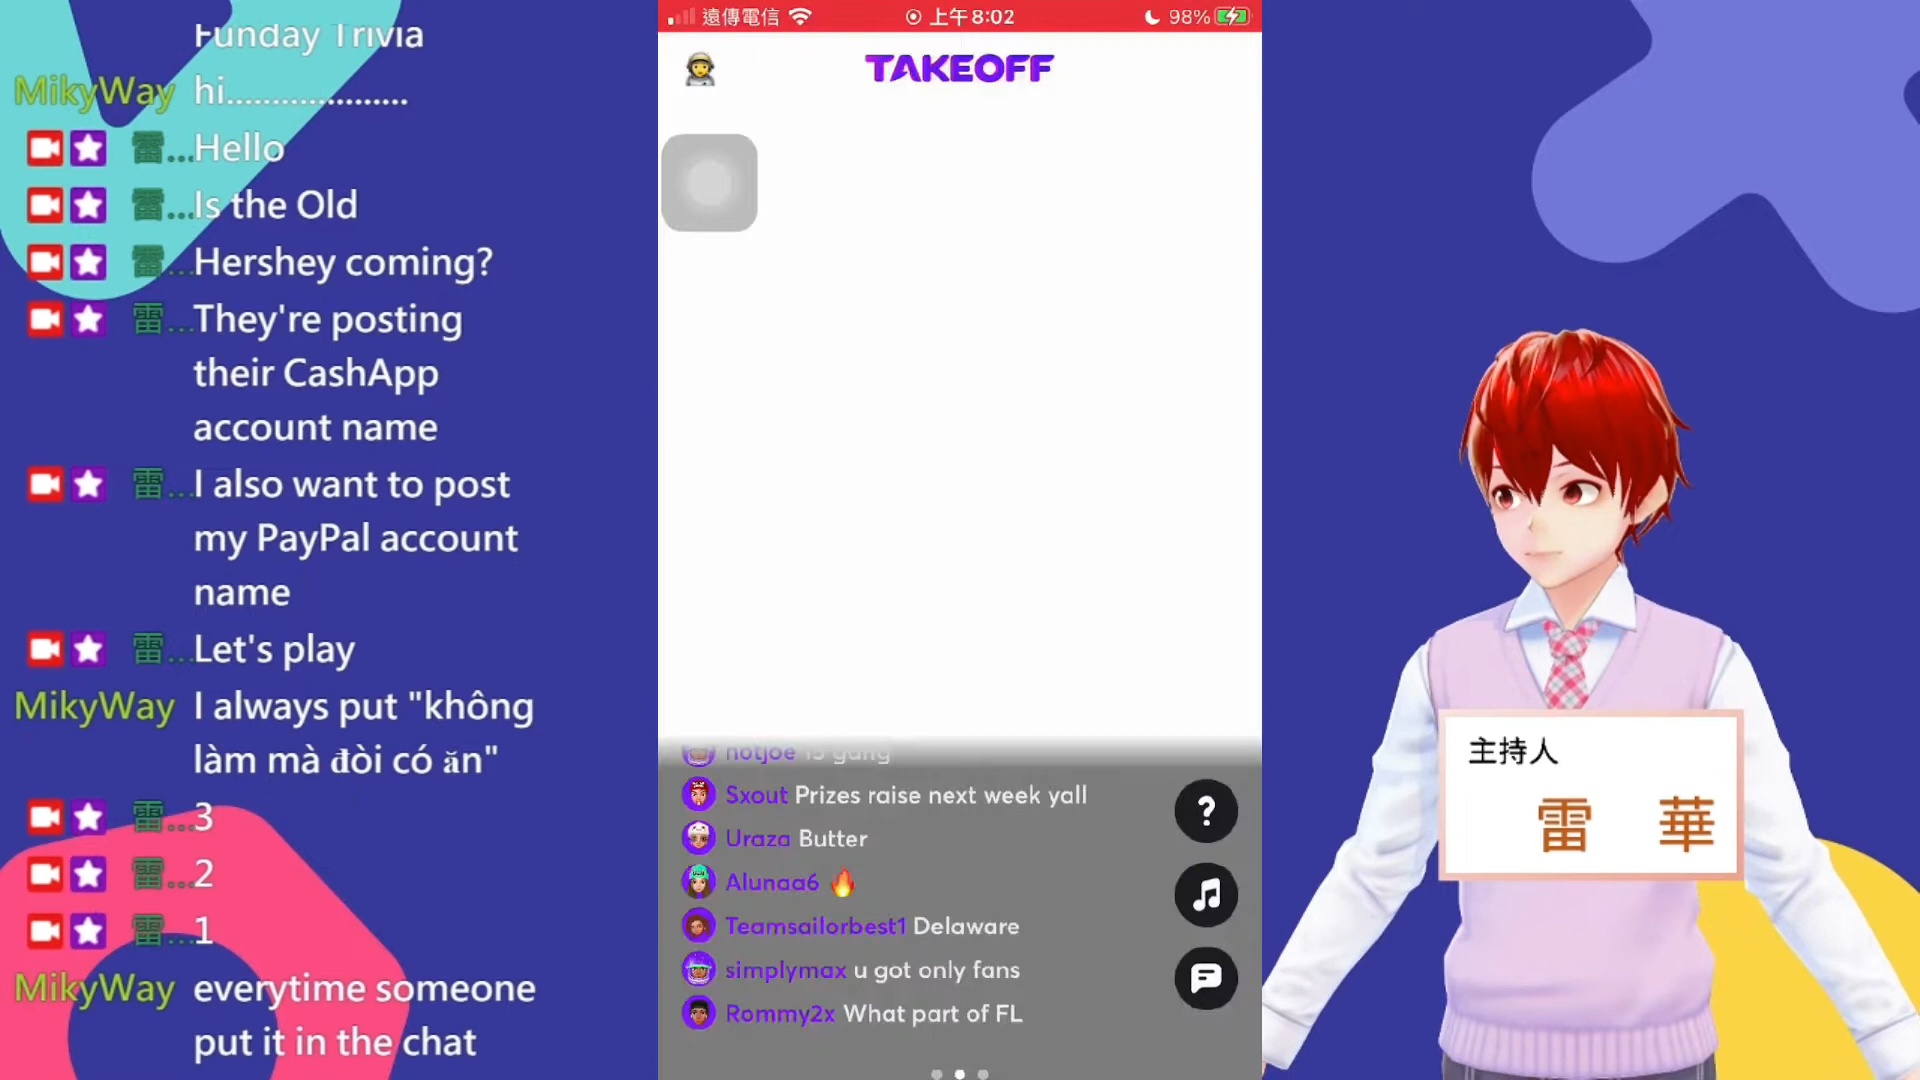 Funday Trivia
MikyWay hi....................
雷...Hello
雷...Is the Old
雷...Hershey coming?
雷...They're posting
their CashApp
account name
雷...I also want to post
my PayPal account
name
雷...Let's play
MikyWay I always put "không
làm mà đòi có ăn"
雷...3
雷...2
雷...1
MikyWay everytime someone
put it in the chat
遠傳電信 上午8:02 98%
TAKEOFF
notjoe 15 gang
Sxout Prizes raise next week yall
Uraza Butter
Alunaa6 🔥
Teamsailorbest1 Delaware
simplymax u got only fans
Rommy2x What part of FL
?
主持人
雷 華